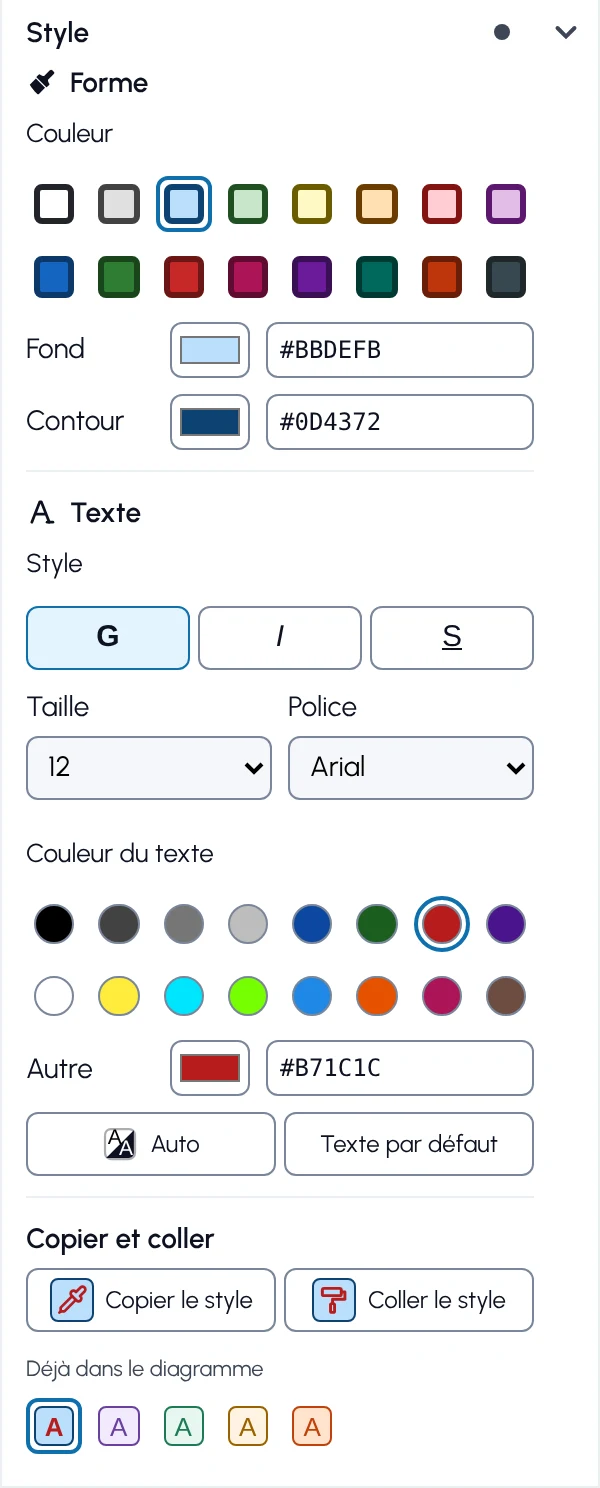 Style
Forme
Couleur
Fond #BBDEFB
Contour #0D4372
A Texte
Style
G I S
Taille Police
12 Arial
Couleur du texte
Autre #B71C1C
AA Auto Texte par défaut
Copier et coller
Copier le style Coller le style
Déjà dans le diagramme
A A A A A